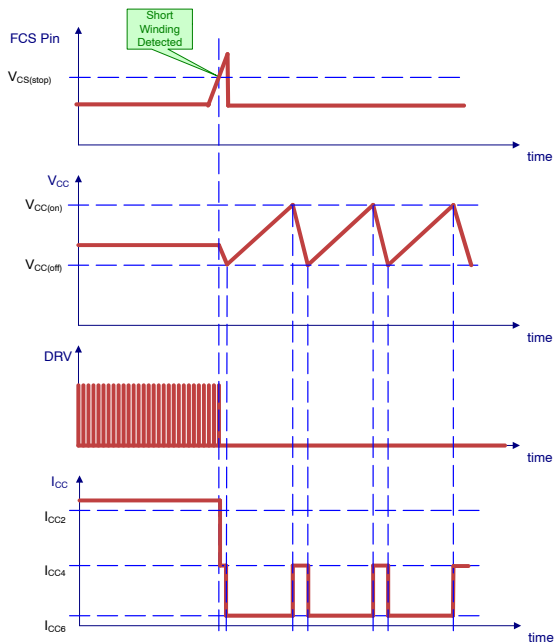 Short
Winding
Detected
FCS Pin
VCS(stop)
time
VCC
VCC(on)
VCC(off)
time
DRV
time
ICC
ICC2
ICC4
ICC6
time